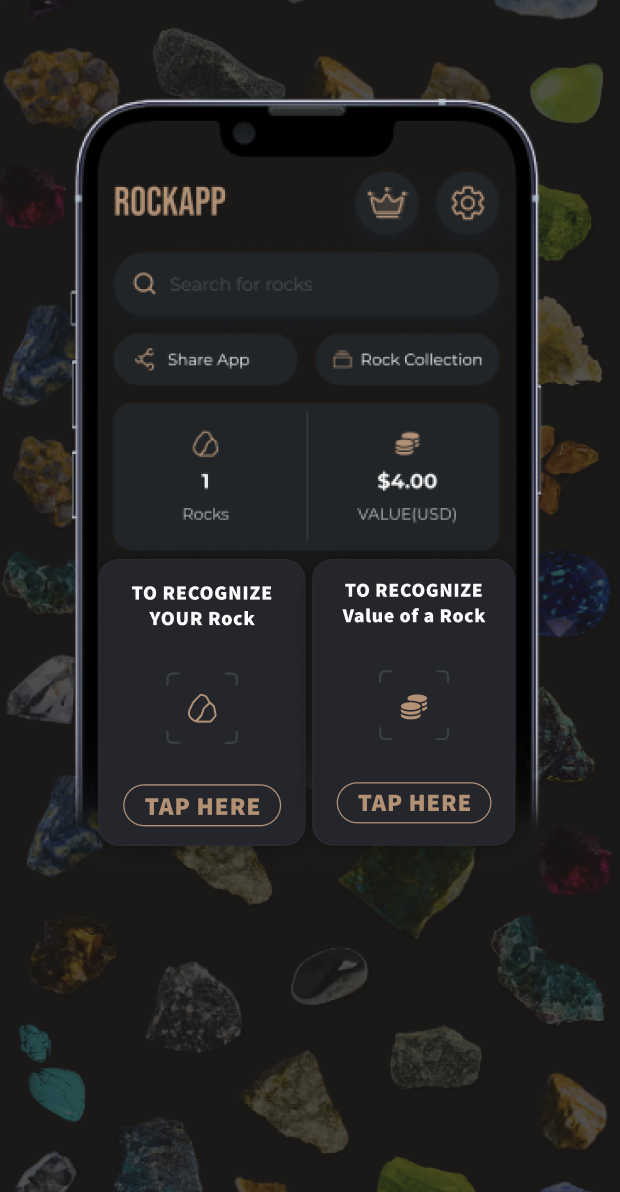 ROCKAPP
Search for rocks
Share App
Rock Collection
1
Rocks
$4.00
VALUE(USD)
TO RECOGNIZE
YOUR Rock
TAP HERE
TO RECOGNIZE
Value of a Rock
TAP HERE